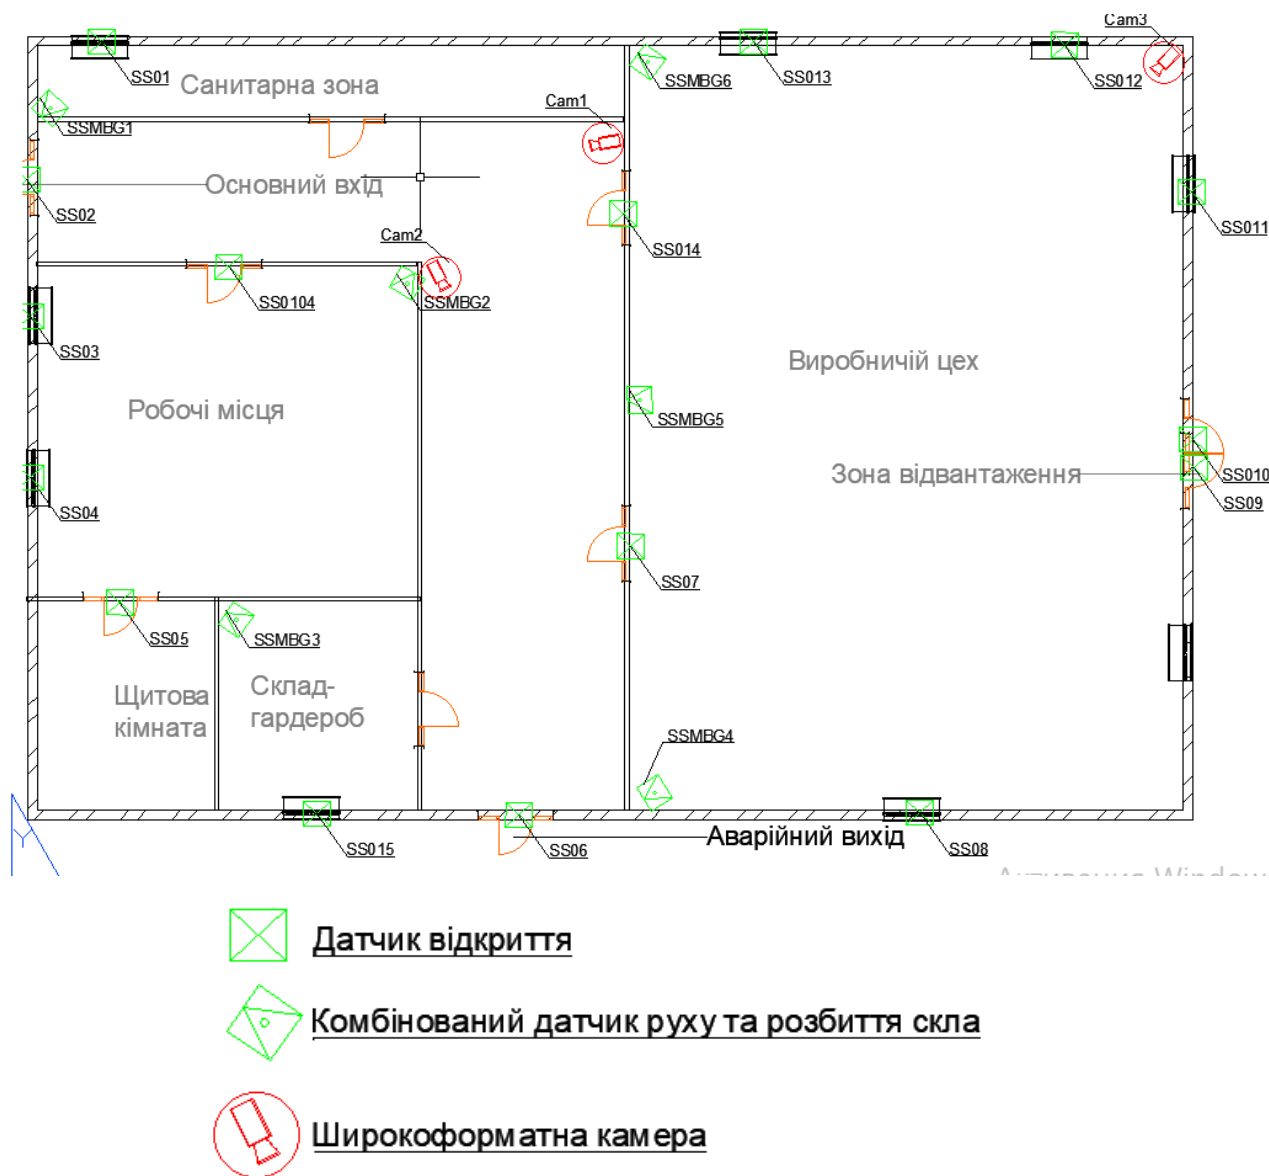 Cam3
SS01
SS013
SS012
Санитарна зона
SSMBG6
Cam1
SSMBG1
Основний вхід
SS02
SS011
Cam2
SS014
SS0104
SSMBG2
SS03
Виробничій цех
Робочі місця
SSMBG5
Зона відвантаження
SS010
SS04
SS09
SS07
SS05
SSMBG3
Щитова
кімната
Склад-
гардероб
SSMBG4
Аварійний вихід
SS015
SS06
SS08
Y
Датчик відкриття
Комбінований датчик руху та розбиття скла
Широкоформатна камера